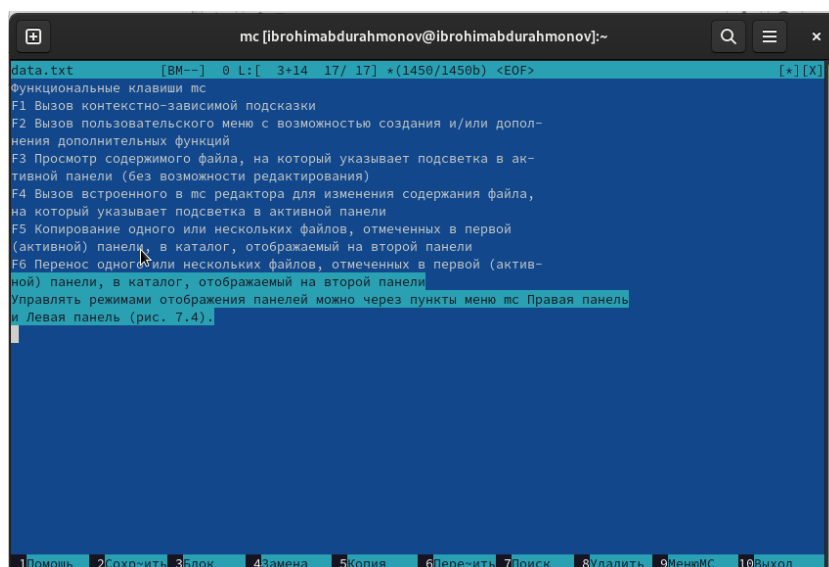 mc [ibrohimabdurahmonov@ibrohimabdurahmonov]:~
data.txt [BM--] 0 L:[ 3+14 17/ 17] *(1450/1450b) <EOF> [*][X]
Функциональные клавиши mc
F1 Вызов контекстно-зависимой подсказки
F2 Вызов пользовательского меню с возможностью создания и/или допол-
нения дополнительных функций
F3 Просмотр содержимого файла, на который указывает подсветка в ак-
тивной панели (без возможности редактирования)
F4 Вызов встроенного в mc редактора для изменения содержания файла,
на который указывает подсветка в активной панели
F5 Копирование одного или нескольких файлов, отмеченных в первой
(активной) панели, в каталог, отображаемый на второй панели
F6 Перенос одного или нескольких файлов, отмеченных в первой (актив-
ной) панели, в каталог, отображаемый на второй панели
Управлять режимами отображения панелей можно через пункты меню mc Правая панель
и Левая панель (рис. 7.4).
1Помощь 2Сохр~ить 3Блок 4Замена 5Копия 6Пере~ить 7Поиск 8Удалить 9МенюMC 10Выход